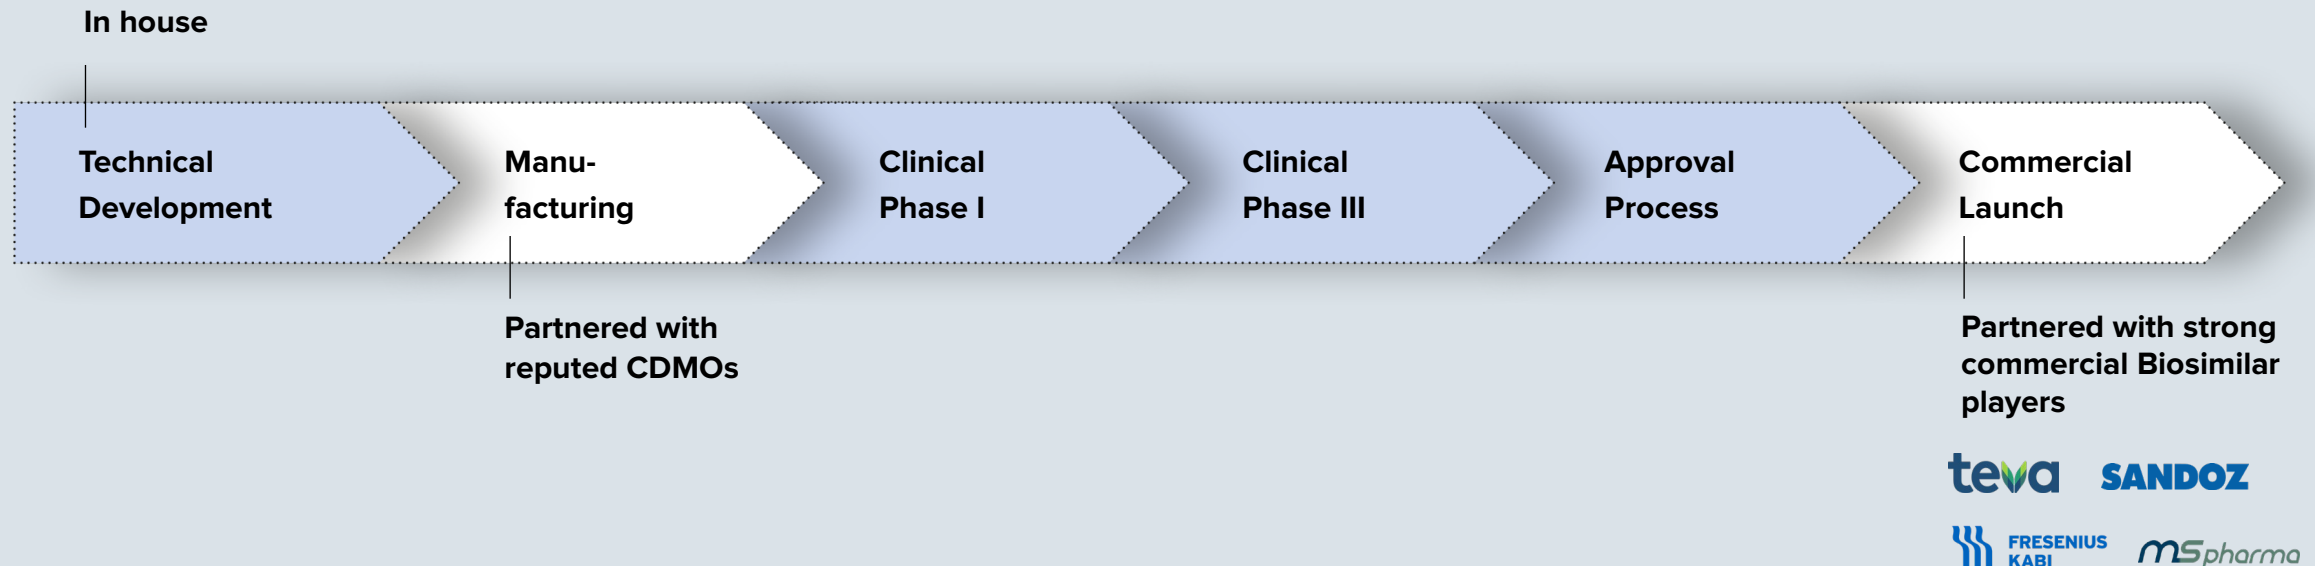 In house
Technical
Development
Manu-
facturing
Clinical
Phase I
Clinical
Phase III
Approval
Process
Commercial
Launch
Partnered with
reputed CDMOs
Partnered with strong
commercial Biosimilar
players
teva
SANDOZ
FRESENIUS
KABI
mspharma